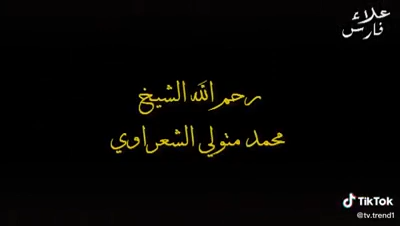 علاء
فارس
رحم الله الشيخ
محمد متولي الشعراوي
TikTok
@tv.trend1